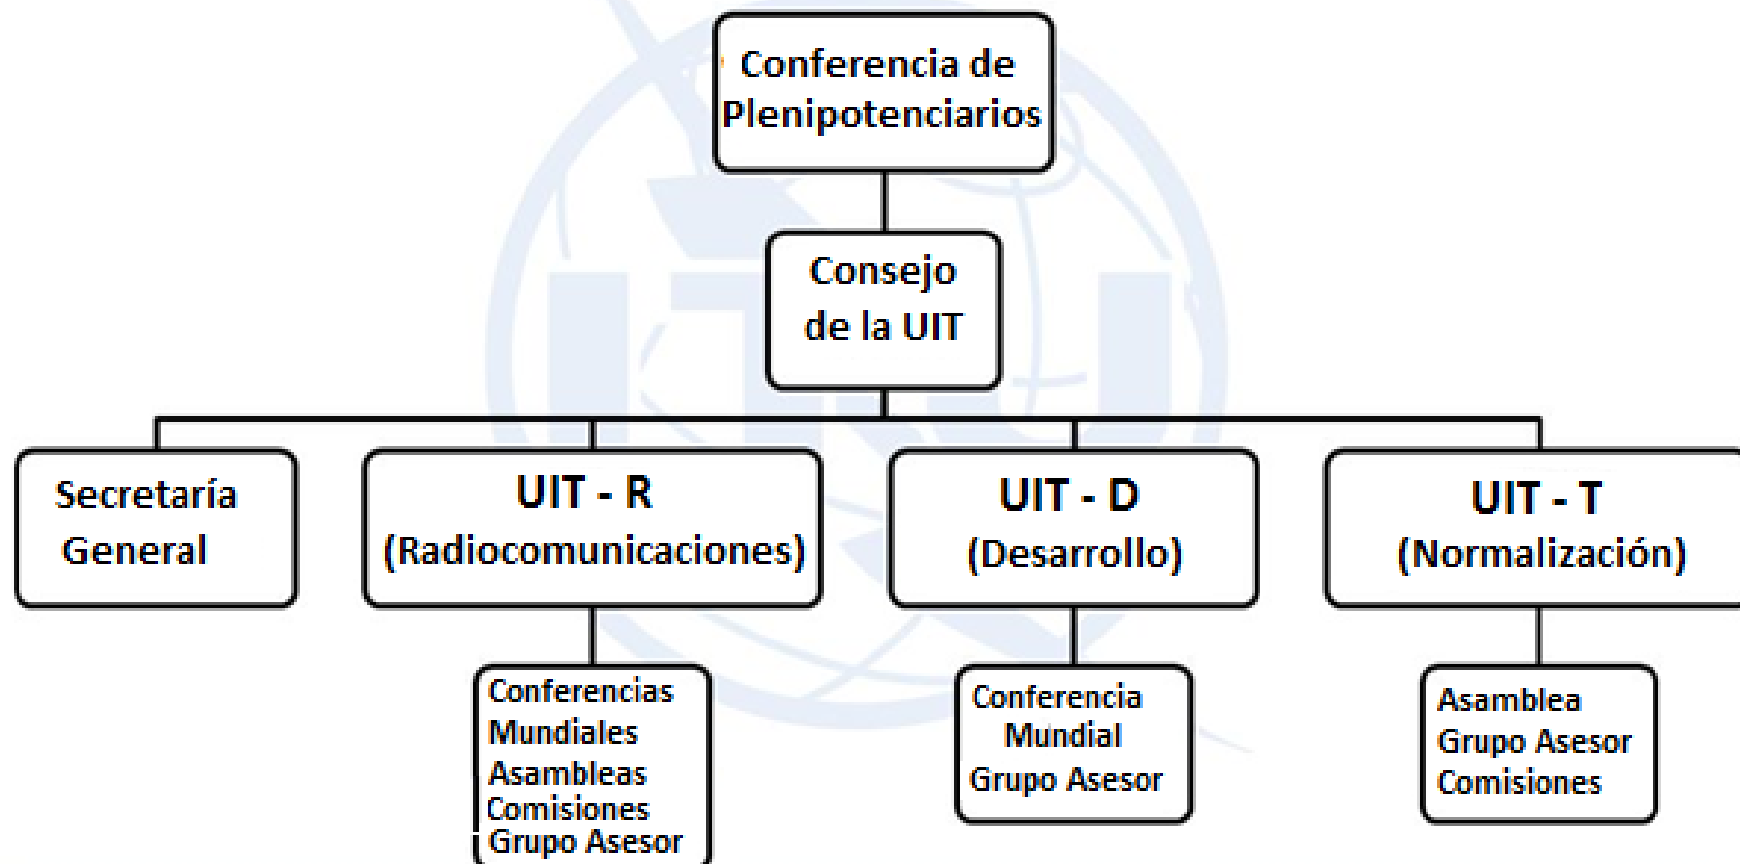 Conferencia de
Plenipotenciarios
Consejo
de la UIT
Secretaría
General
UIT - R
(Radiocomunicaciones)
UIT - D
(Desarrollo)
UIT - T
(Normalización)
Conferencias
Mundiales
Asambleas
Comisiones
Grupo Asesor
Conferencia
Mundial
Grupo Asesor
Asamblea
Grupo Asesor
Comisiones
ITU